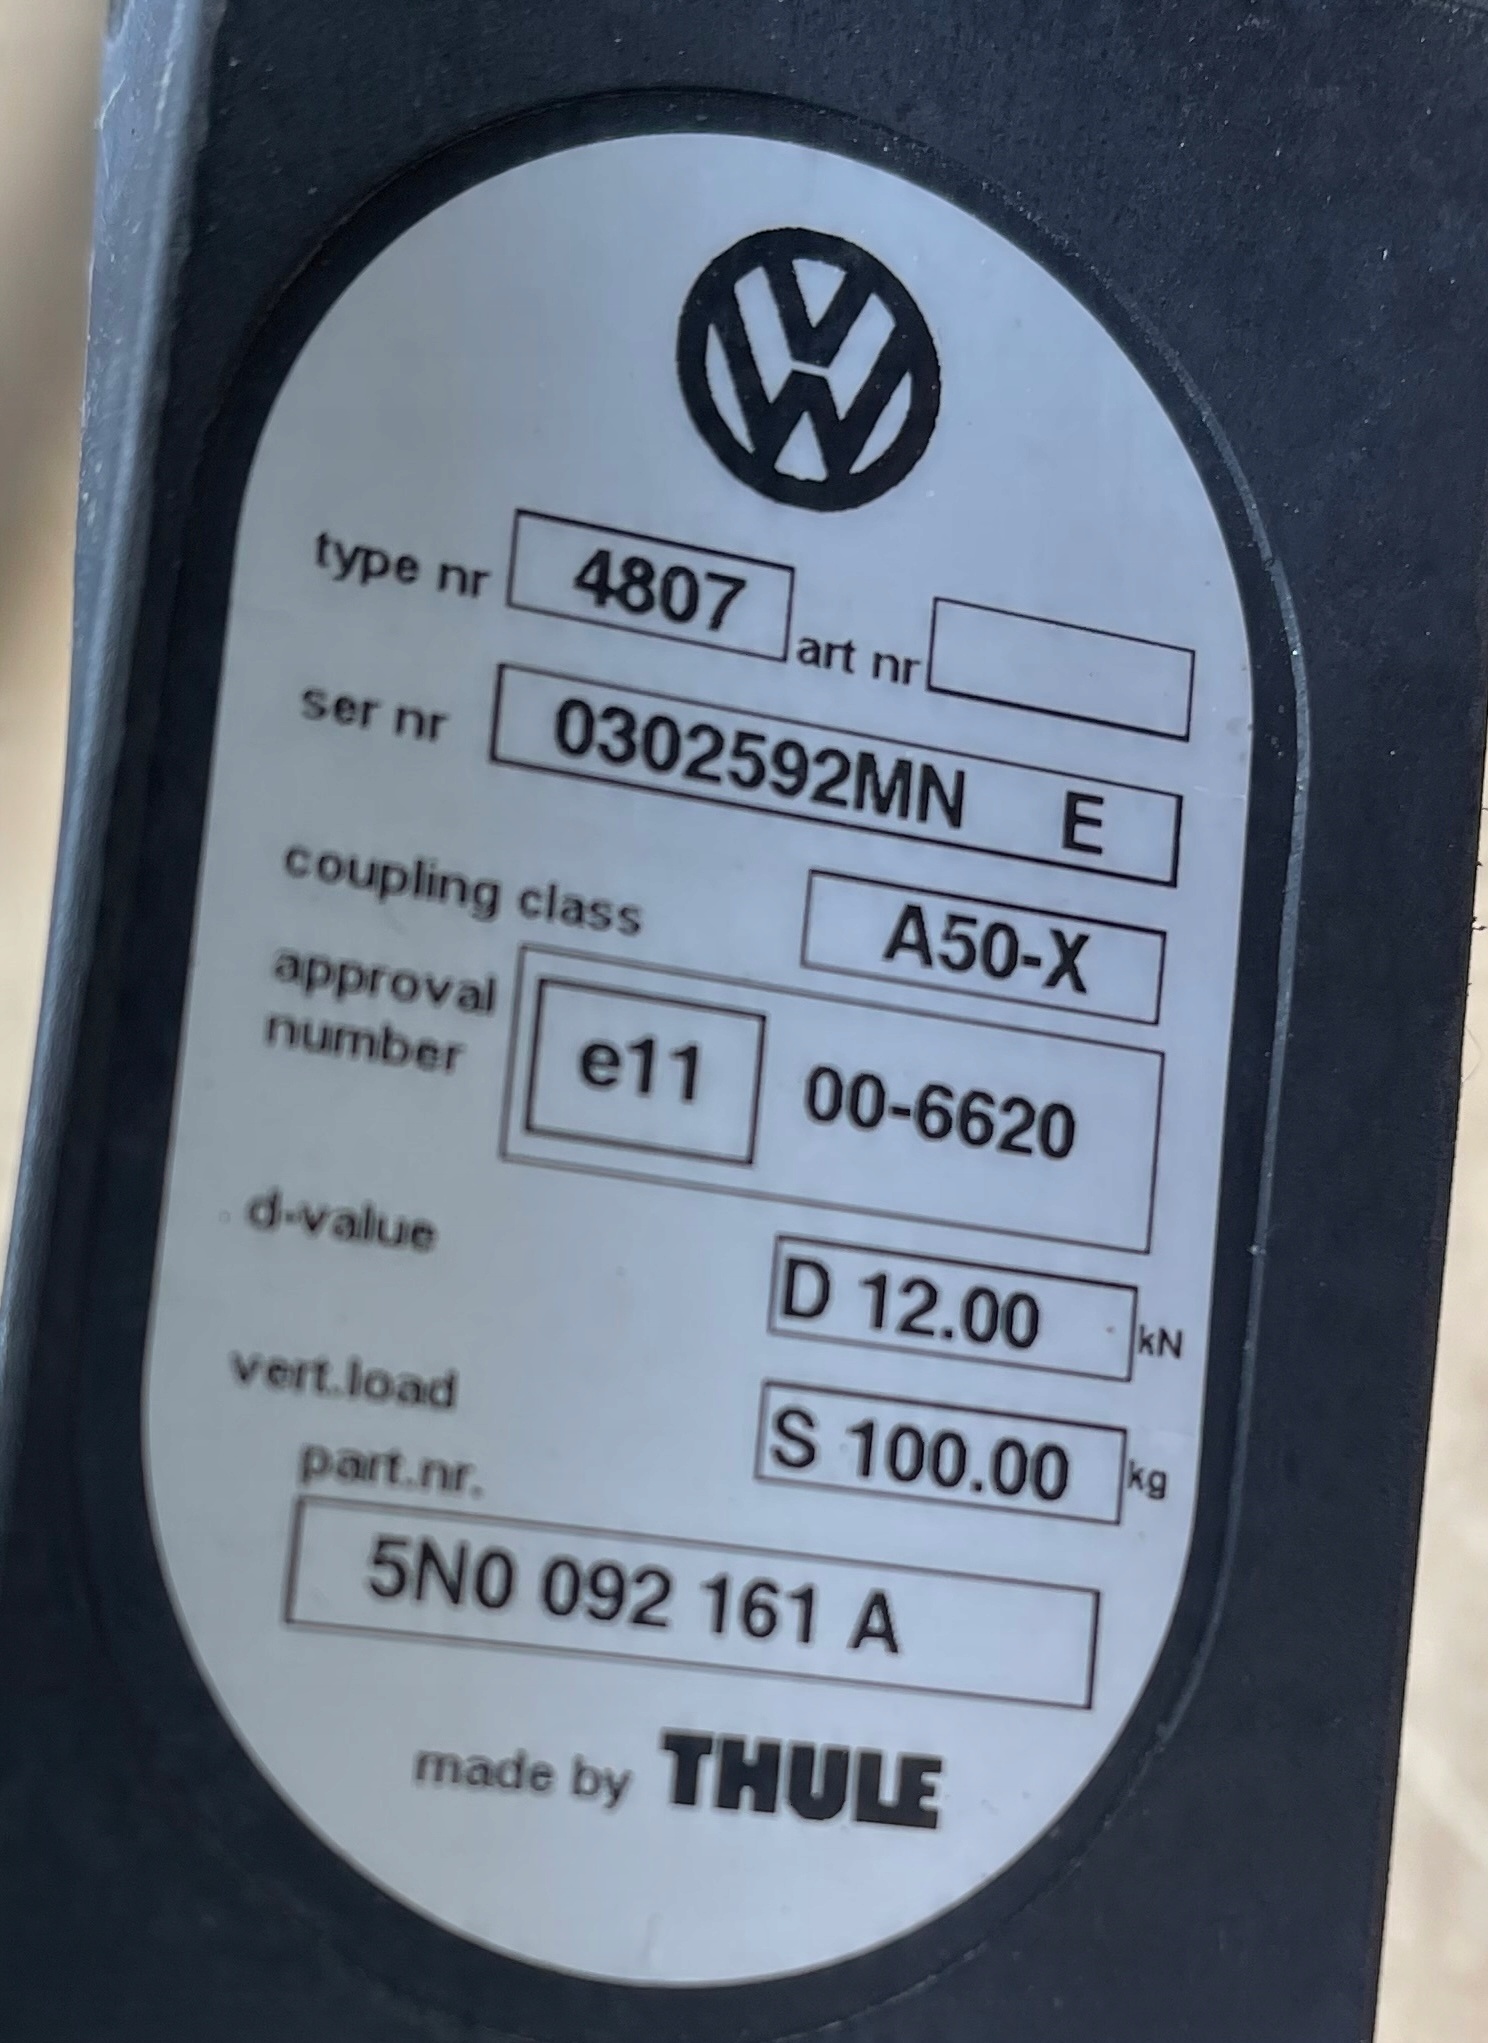 type nr 4807 art nr
ser nr 0302592MN E
coupling class A50-X
approval number e11 00-6620
d-value D 12.00 kN
vert.load S 100.00 kg
part.nr.
5N0 092 161 A
made by THULE